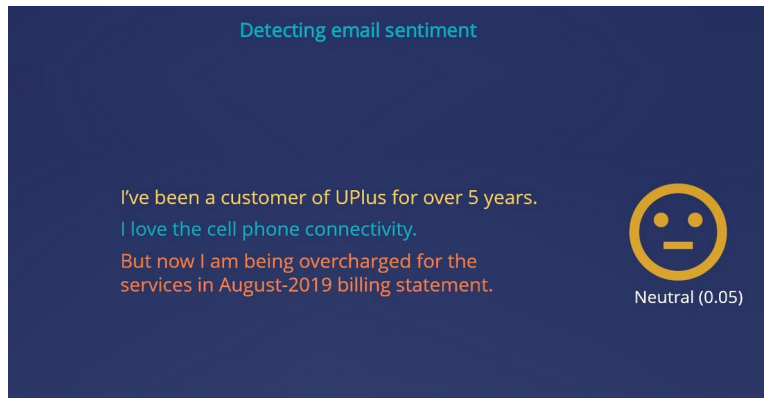 Detecting email sentiment
I've been a customer of UPlus for over 5 years.
I love the cell phone connectivity.
But now I am being overcharged for the
services in August-2019 billing statement.
Neutral (0.05)